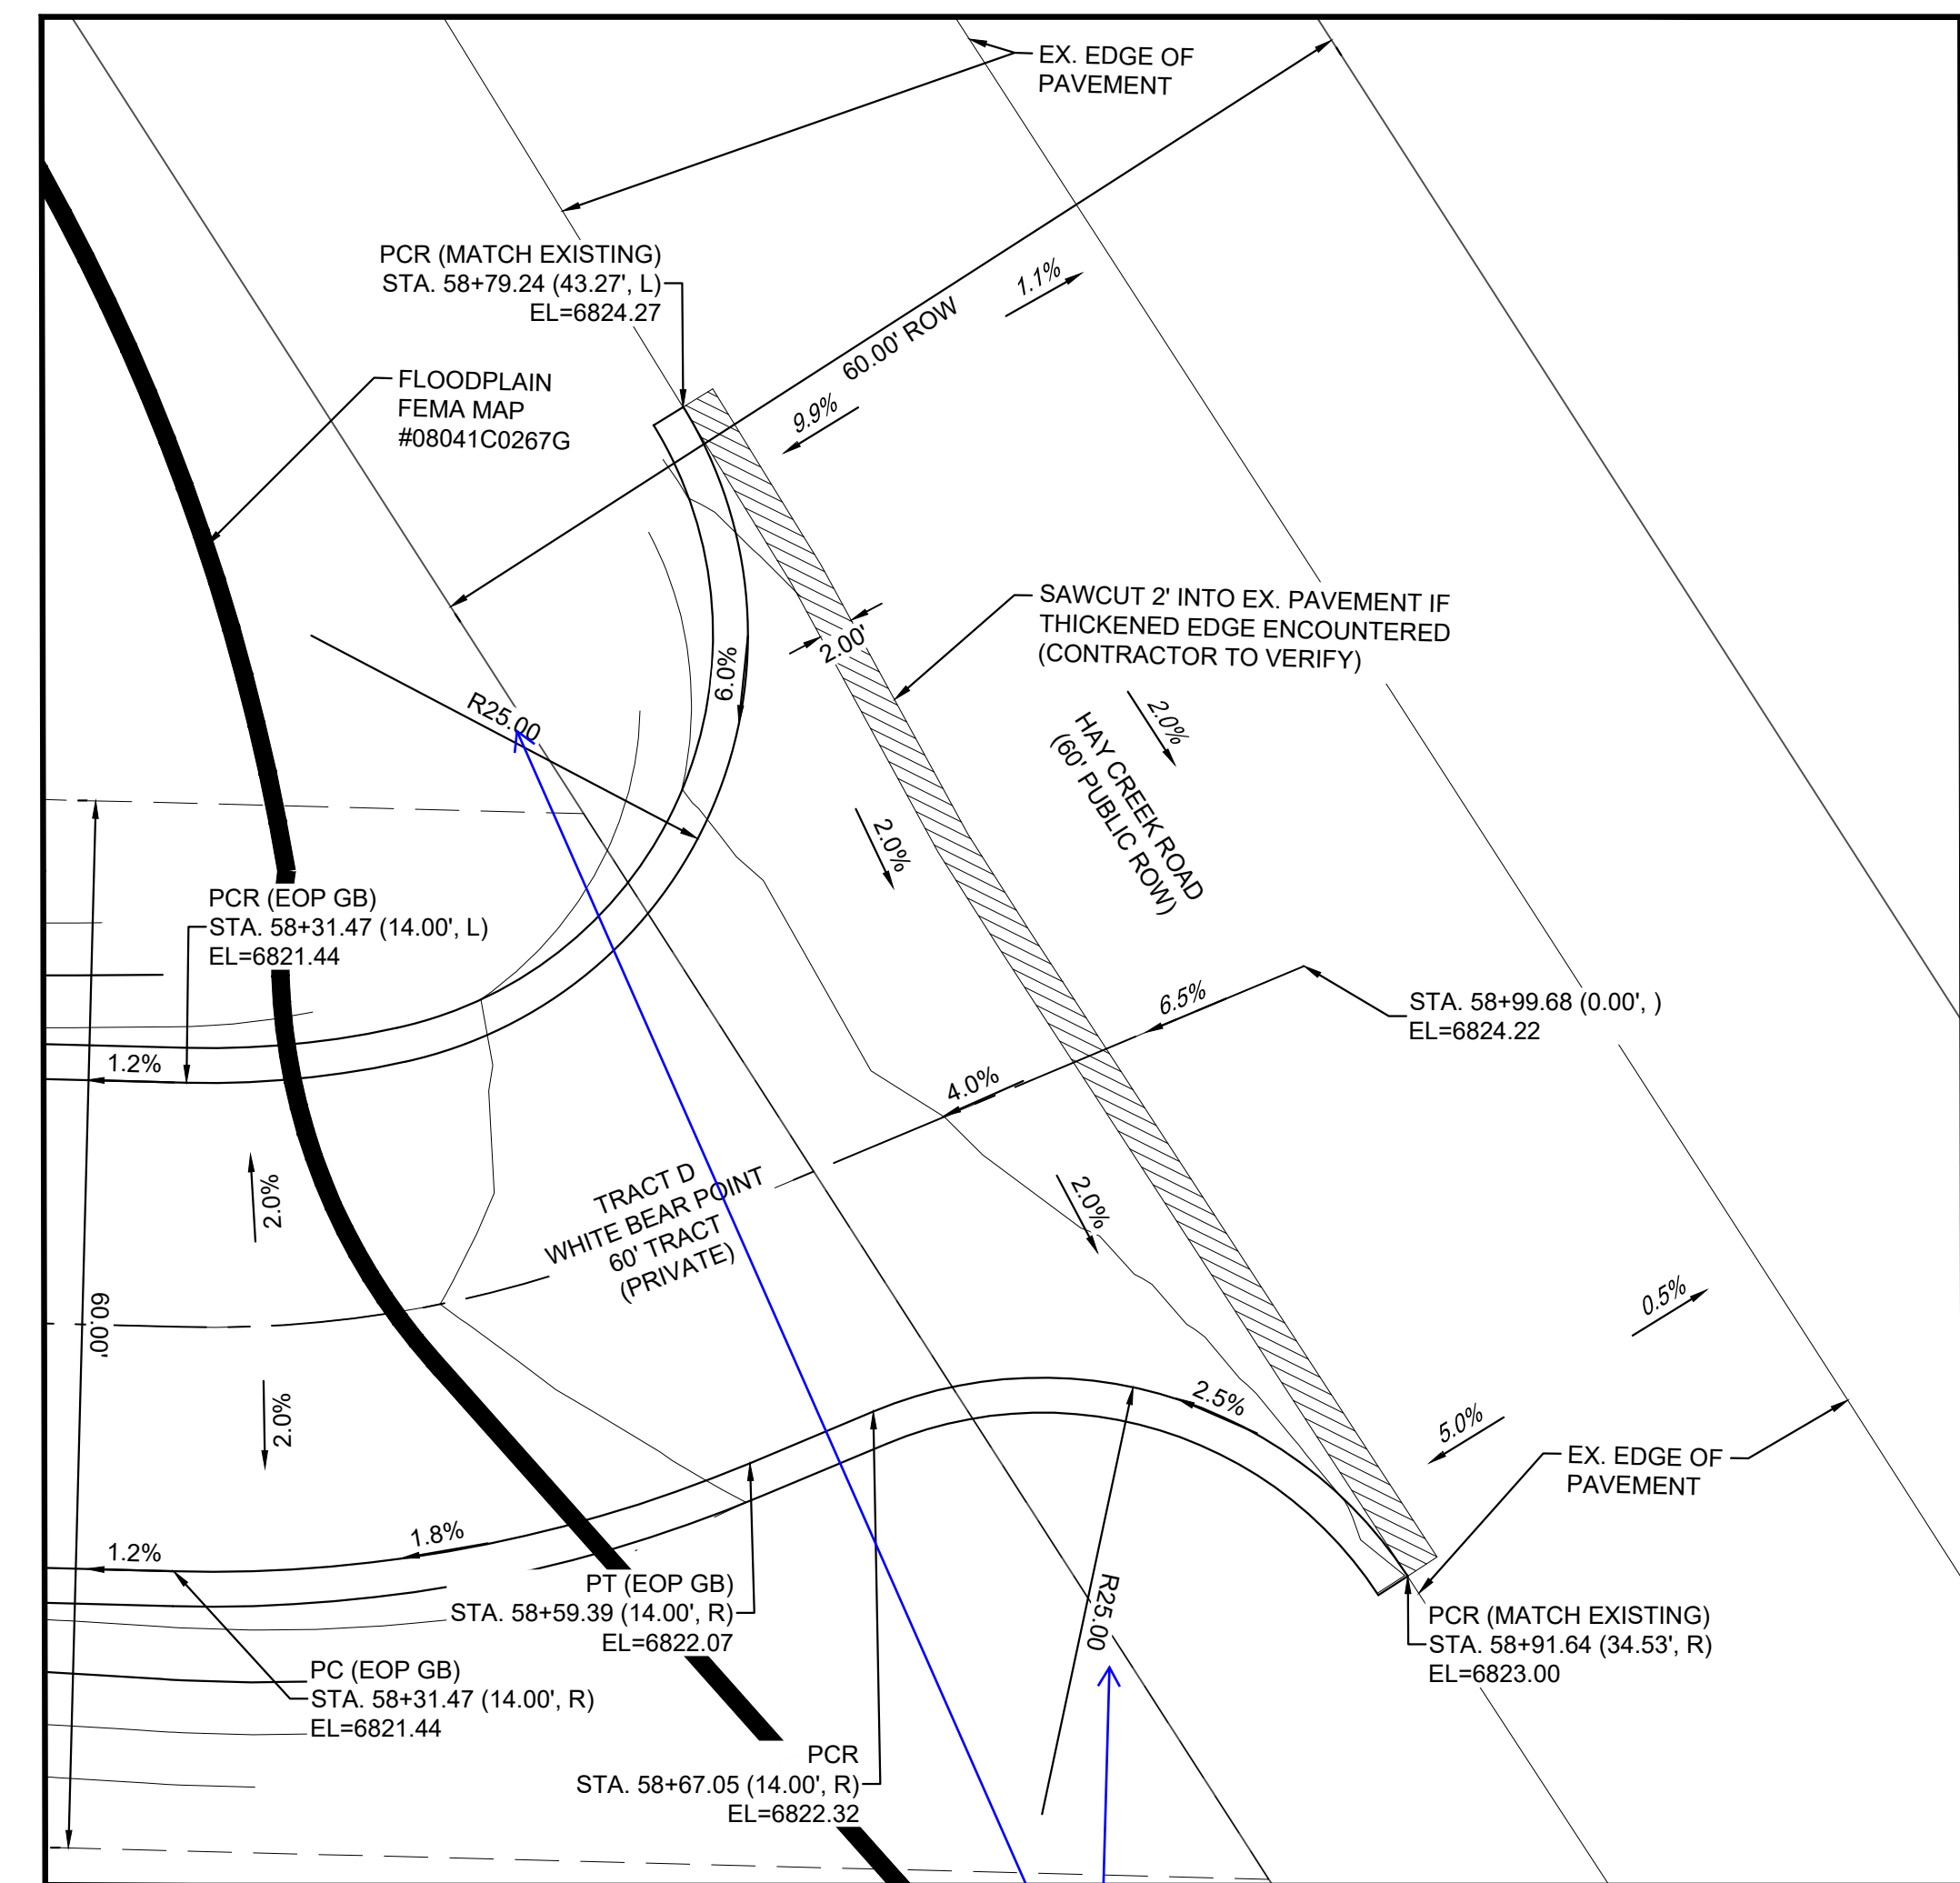 EX. EDGE OF
PAVEMENT
PCR (MATCH EXISTING)
STA. 58+79.24 (43.27', L)
EL=6824.27
1.1%
60.00' ROW
9.9%
FLOODPLAIN
FEMA MAP
#08041C0267G
SAWCUT 2' INTO EX. PAVEMENT IF
THICKENED EDGE ENCOUNTERED
(CONTRACTOR TO VERIFY)
2.00'
6.0%
R25.00
2.0%
HAY CREEK ROAD
(60' PUBLIC ROW)
2.0%
PCR (EOP GB)
STA. 58+31.47 (14.00', L)
EL=6821.44
6.5%
STA. 58+99.68 (0.00', )
EL=6824.22
1.2%
4.0%
2.0%
TRACT D
WHITE BEAR POINT
60' TRACT
(PRIVATE)
2.0%
60.00'
0.5%
2.0%
2.5%
5.0%
EX. EDGE OF
PAVEMENT
1.2%
1.8%
PT (EOP GB)
STA. 58+59.39 (14.00', R)
EL=6822.07
R25.00
PCR (MATCH EXISTING)
STA. 58+91.64 (34.53', R)
EL=6823.00
PC (EOP GB)
STA. 58+31.47 (14.00', R)
EL=6821.44
PCR
STA. 58+67.05 (14.00', R)
EL=6822.32